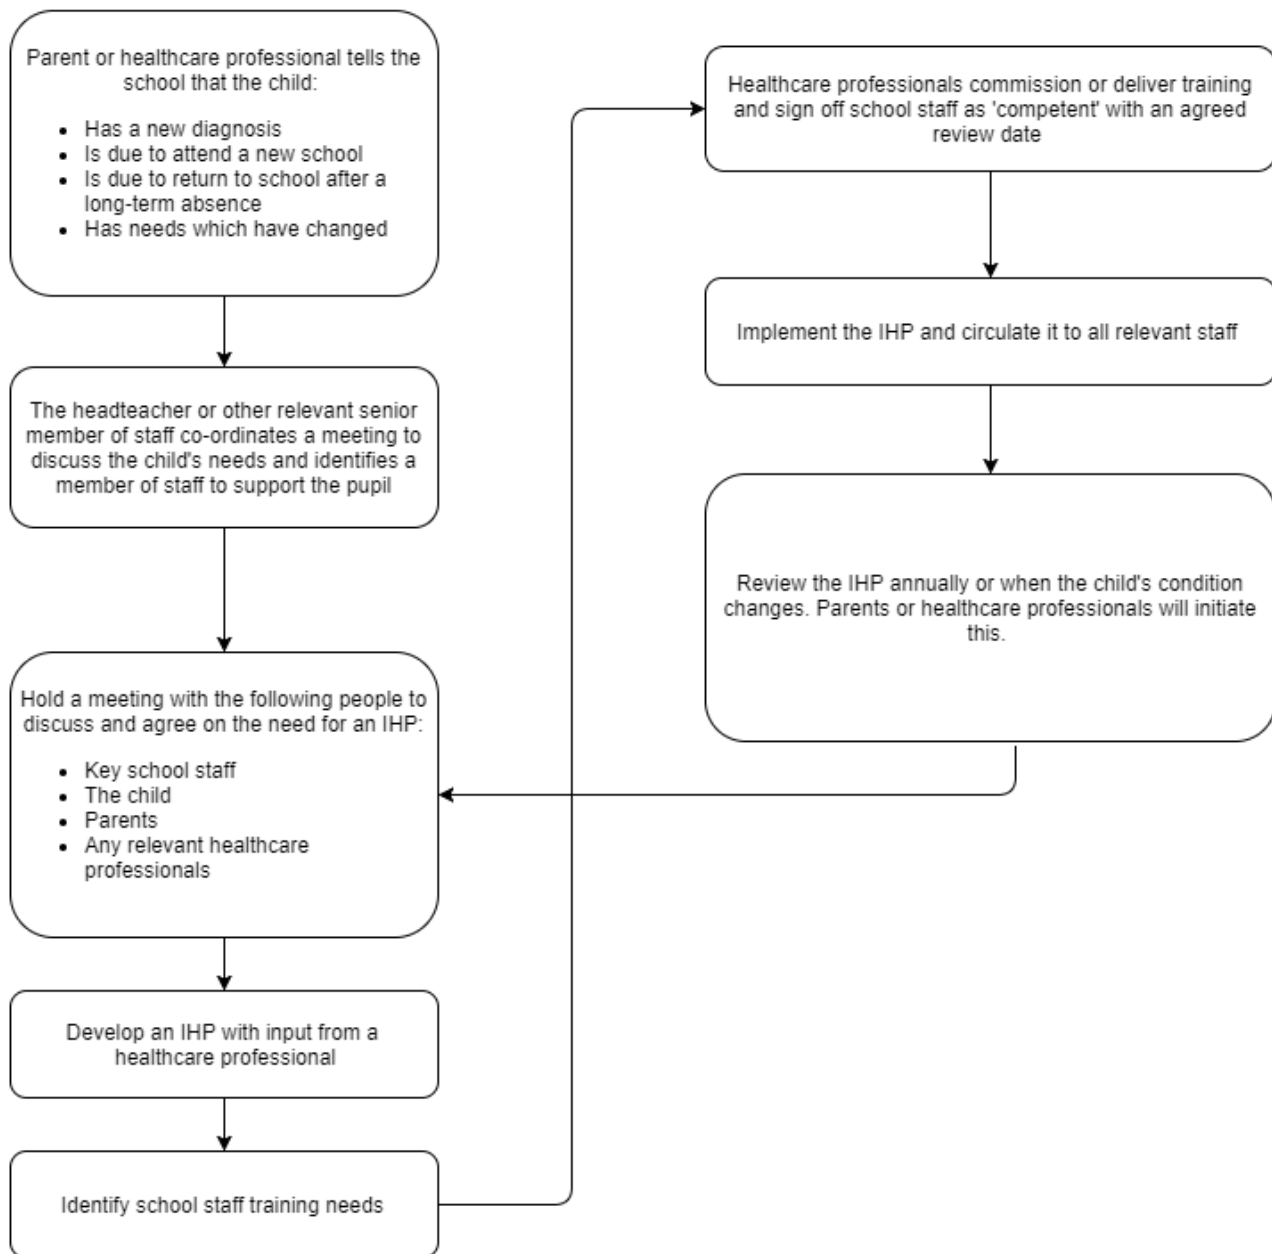 Parent or healthcare professional tells the
school that the child:
• Has a new diagnosis
• Is due to attend a new school
• Is due to return to school after a
long-term absence
• Has needs which have changed
The headteacher or other relevant senior
member of staff co-ordinates a meeting to
discuss the child's needs and identifies a
member of staff to support the pupil
Hold a meeting with the following people to
discuss and agree on the need for an IHP:
• Key school staff
• The child
• Parents
• Any relevant healthcare
professionals
Develop an IHP with input from a
healthcare professional
Identify school staff training needs
Healthcare professionals commission or deliver training
and sign off school staff as 'competent' with an agreed
review date
Implement the IHP and circulate it to all relevant staff
Review the IHP annually or when the child's condition
changes. Parents or healthcare professionals will initiate
this.